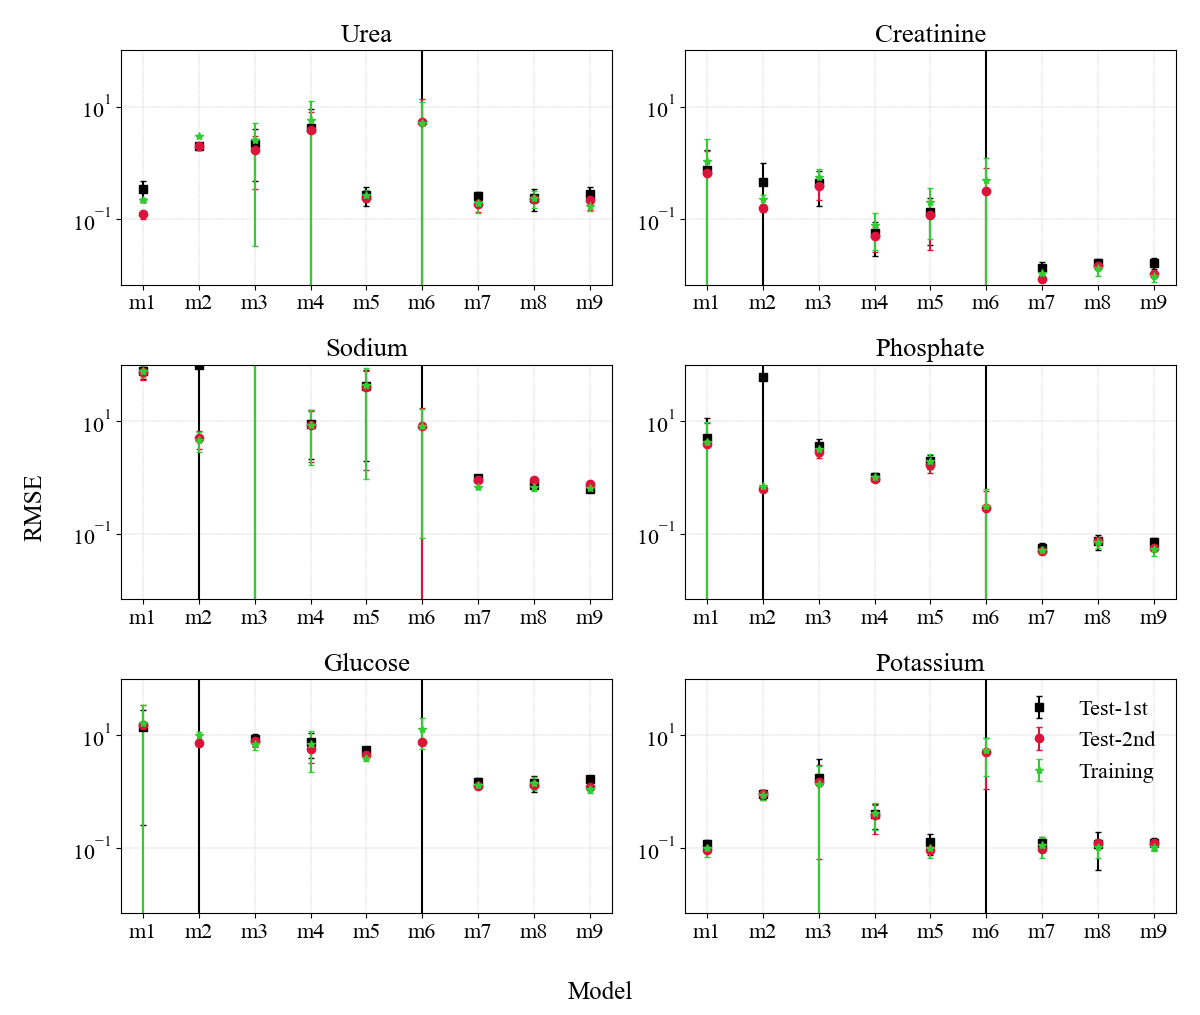 Urea
Creatinine
10^1
10^−1
m1 m2 m3 m4 m5 m6 m7 m8 m9
10^1
10^−1
m1 m2 m3 m4 m5 m6 m7 m8 m9
Sodium
Phosphate
10^1
10^−1
m1 m2 m3 m4 m5 m6 m7 m8 m9
10^1
10^−1
m1 m2 m3 m4 m5 m6 m7 m8 m9
RMSE
Glucose
Potassium
10^1
10^−1
m1 m2 m3 m4 m5 m6 m7 m8 m9
10^1
10^−1
Test-1st
Test-2nd
Training
m1 m2 m3 m4 m5 m6 m7 m8 m9
Model